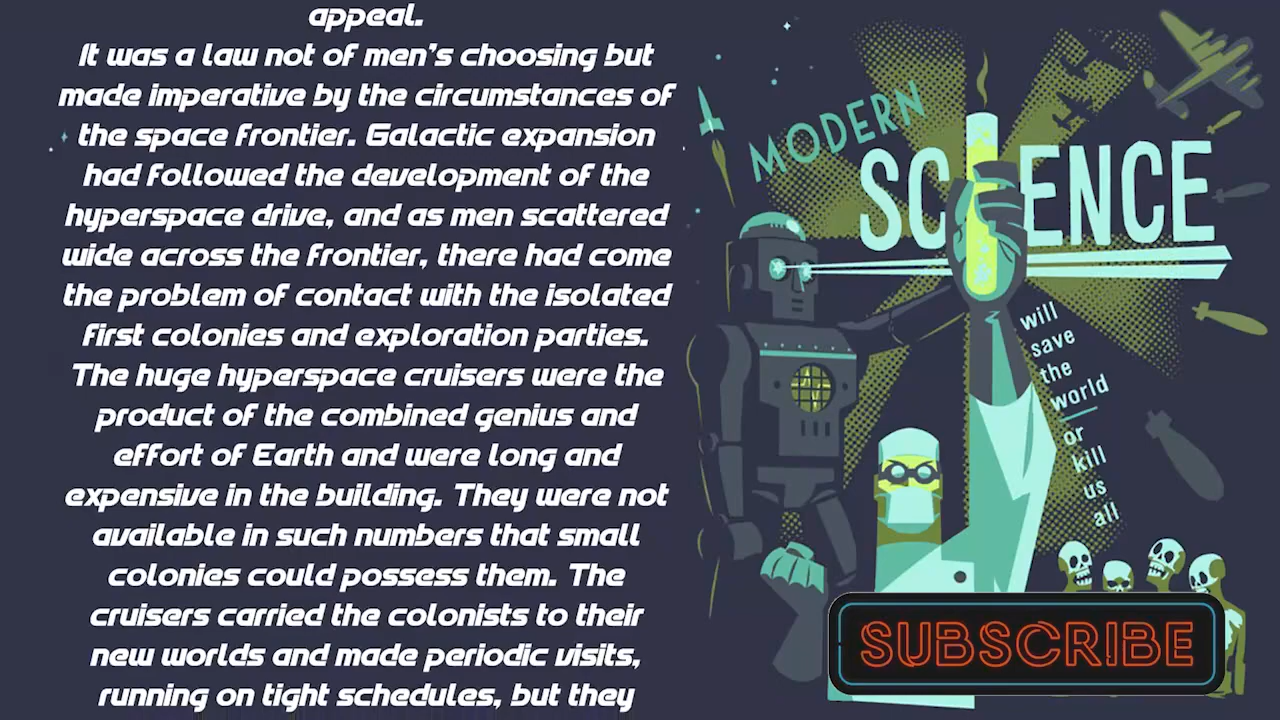 appeal.
It was a law not of men's choosing but
made imperative by the circumstances of
the space frontier. Galactic expansion
had followed the development of the
hyperspace drive, and as men scattered
wide across the frontier, there had come
the problem of contact with the isolated
first colonies and exploration parties.
The huge hyperspace cruisers were the
product of the combined genius and
effort of Earth and were long and
expensive in the building. They were not
available in such numbers that small
colonies could possess them. The
cruisers carried the colonists to their
new worlds and made periodic visits,
running on tight schedules, but they
MODERN
SCIENCE
will
save
the
world
or
kill
us
all
SUBSCRIBE